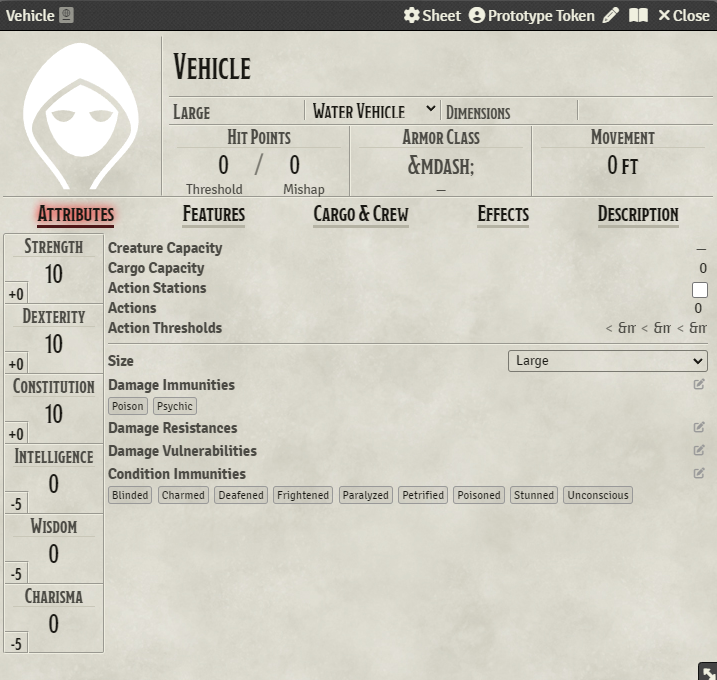 Vehicle Sheet Prototype Token Close
Vehicle
Large Water Vehicle Dimensions
Hit Points Armor Class Movement
0 / 0 &mdash; 0 ft
Threshold Mishap —
Attributes Features Cargo & Crew Effects Description
Strength
10
+0
Dexterity
10
+0
Constitution
10
+0
Intelligence
0
-5
Wisdom
0
-5
Charisma
0
-5
Creature Capacity —
Cargo Capacity 0
Action Stations
Actions 0
Action Thresholds < &m < &m < &m
Size Large
Damage Immunities
Poison Psychic
Damage Resistances
Damage Vulnerabilities
Condition Immunities
Blinded Charmed Deafened Frightened Paralyzed Petrified Poisoned Stunned Unconscious